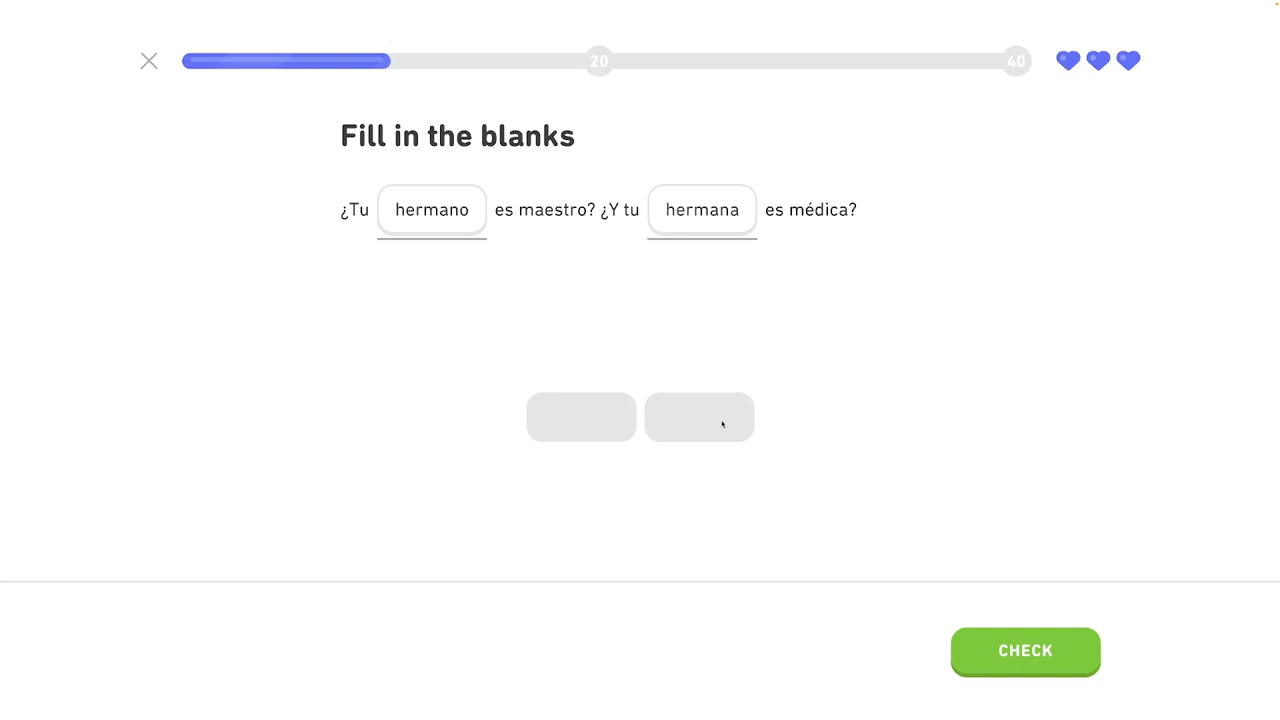 20
40
Fill in the blanks
¿Tu hermano es maestro? ¿Y tu hermana es médica?
CHECK